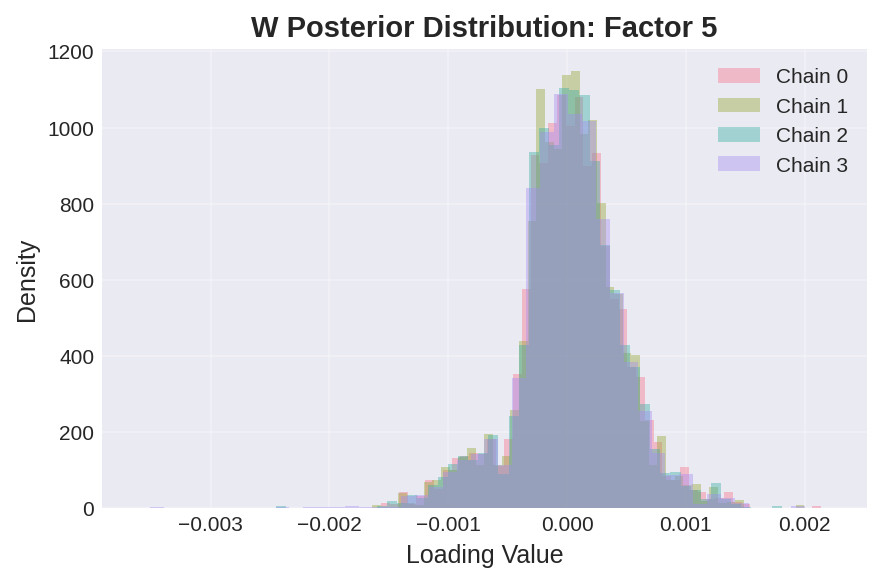 W Posterior Distribution: Factor 5
1200
1000
800
600
400
200
0
Density
Chain 0
Chain 1
Chain 2
Chain 3
−0.003
−0.002
−0.001
0.000
0.001
0.002
Loading Value